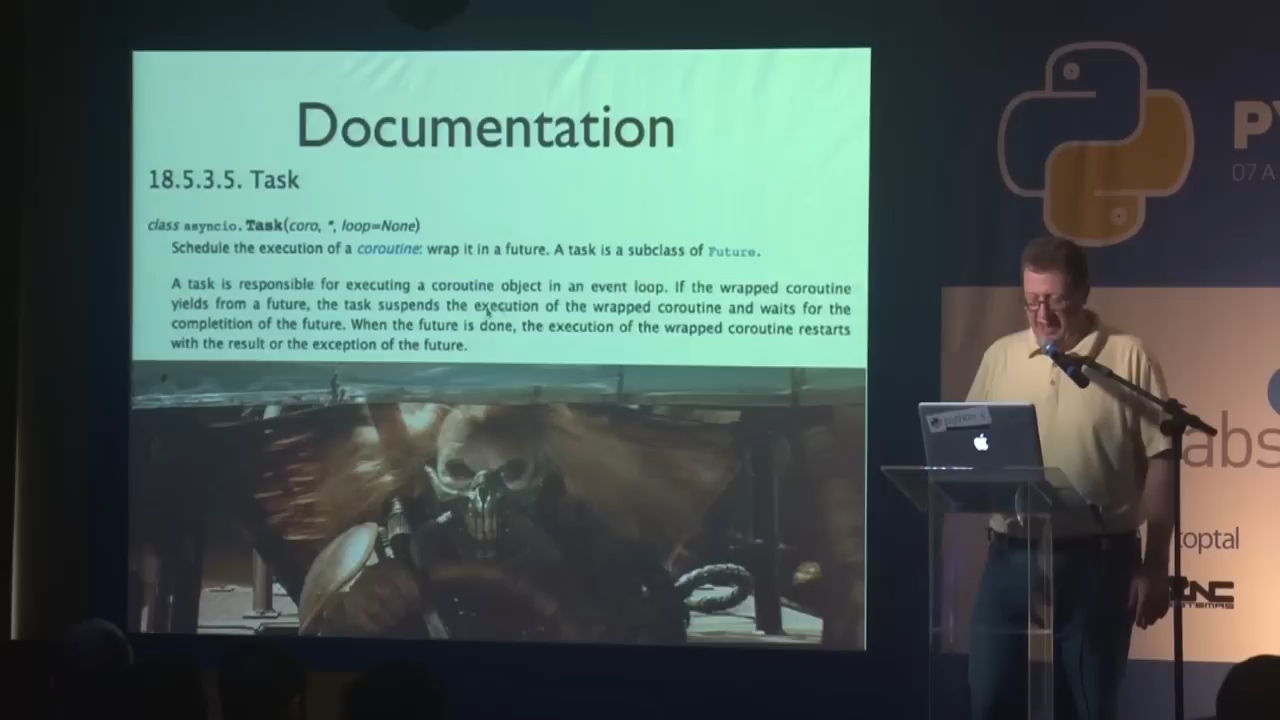 Documentation
18.5.3.5. Task
class asyncio.Task(coro, *, loop=None)
Schedule the execution of a coroutine: wrap it in a future. A task is a subclass of Future.
A task is responsible for executing a coroutine object in an event loop. If the wrapped coroutine
yields from a future, the task suspends the execution of the wrapped coroutine and waits for the
completition of the future. When the future is done, the execution of the wrapped coroutine restarts
with the result or the exception of the future.
PY
07 A
abs
toptal